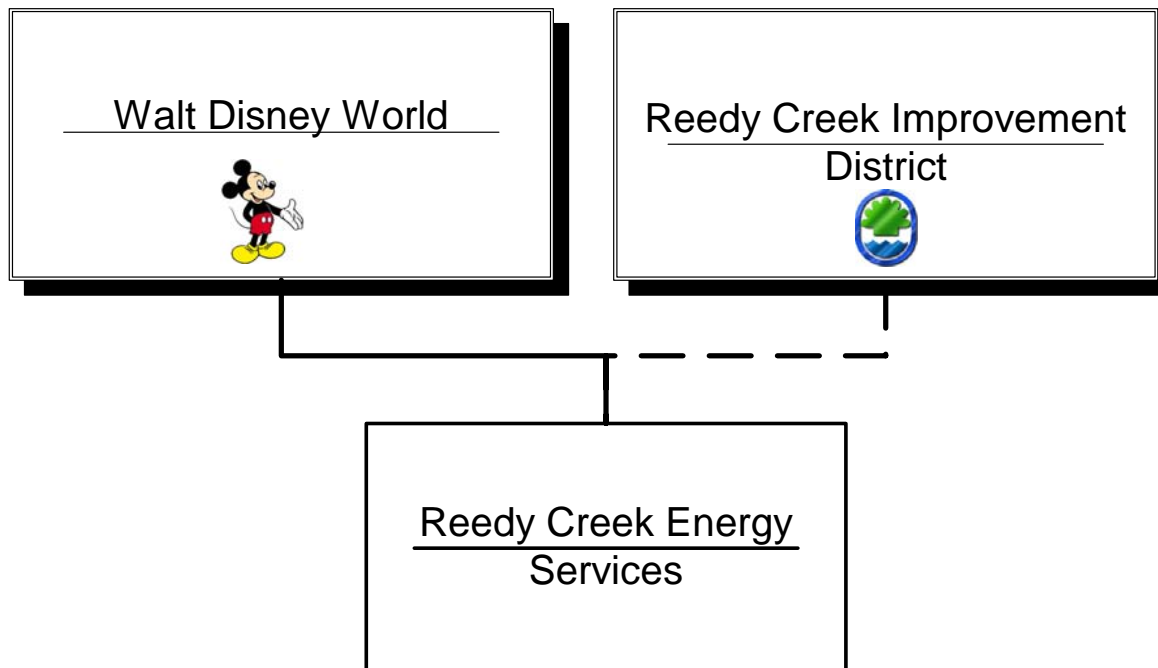 Walt Disney World
Reedy Creek Improvement
District
Reedy Creek Energy
Services